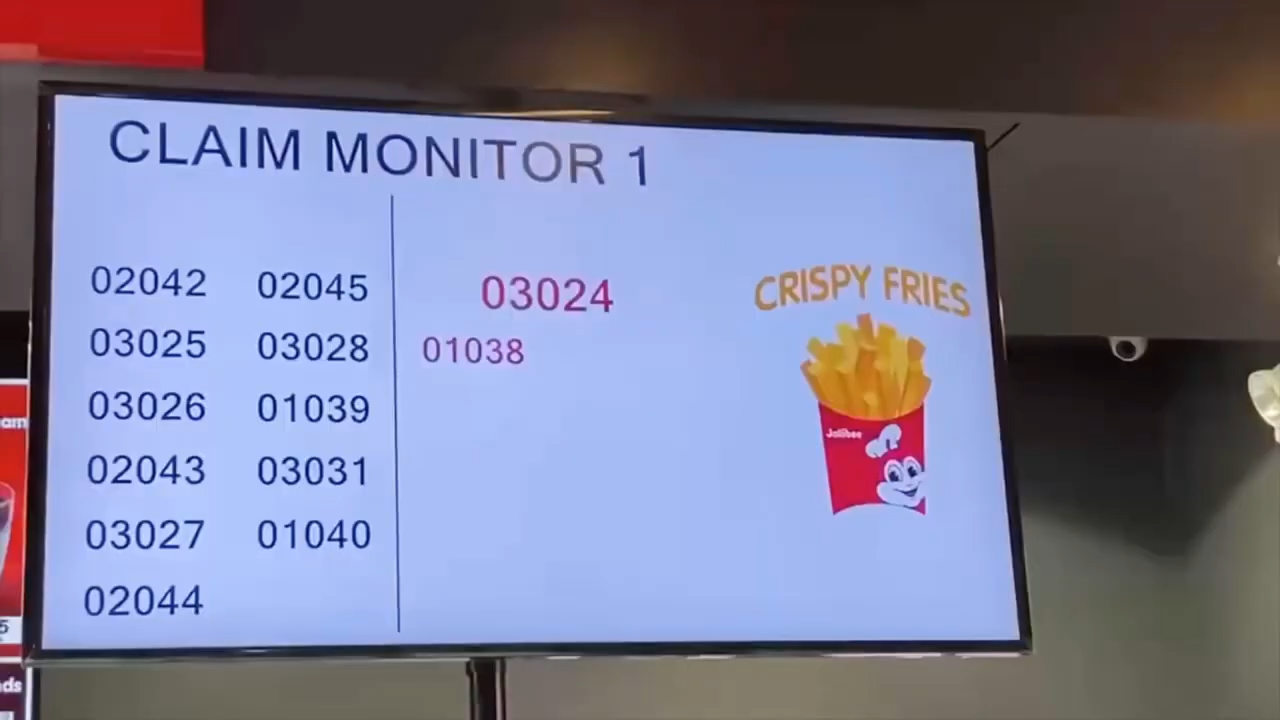 CLAIM MONITOR 1
02042 02045 03024
03025 03028 01038
03026 01039
02043 03031
03027 01040
02044
CRISPY FRIES
Jollibee
5